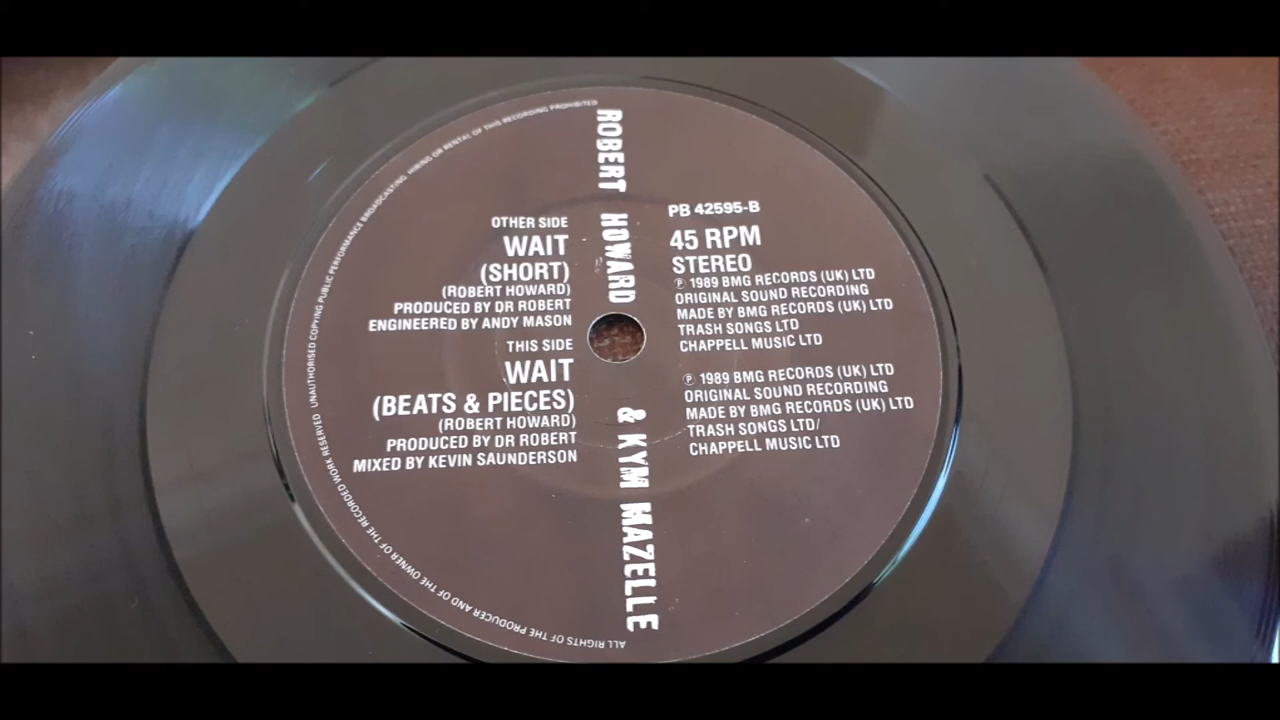 ROBERT HOWARD & KYM MAZELLE
OTHER SIDE
WAIT
(SHORT)
(ROBERT HOWARD)
PRODUCED BY DR ROBERT
ENGINEERED BY ANDY MASON
THIS SIDE
WAIT
(BEATS & PIECES)
(ROBERT HOWARD)
PRODUCED BY DR ROBERT
MIXED BY KEVIN SAUNDERSON
PB 42595-B
45 RPM
STEREO
Ⓟ 1989 BMG RECORDS (UK) LTD
ORIGINAL SOUND RECORDING
MADE BY BMG RECORDS (UK) LTD
TRASH SONGS LTD
CHAPPELL MUSIC LTD
Ⓟ 1989 BMG RECORDS (UK) LTD
ORIGINAL SOUND RECORDING
MADE BY BMG RECORDS (UK) LTD
TRASH SONGS LTD/
CHAPPELL MUSIC LTD
ALL RIGHTS OF THE PRODUCER AND OF THE OWNER OF THE RECORDED WORK RESERVED UNAUTHORISED COPYING PUBLIC PERFORMANCE BROADCASTING HIRING OR RENTAL OF THIS RECORDING PROHIBITED